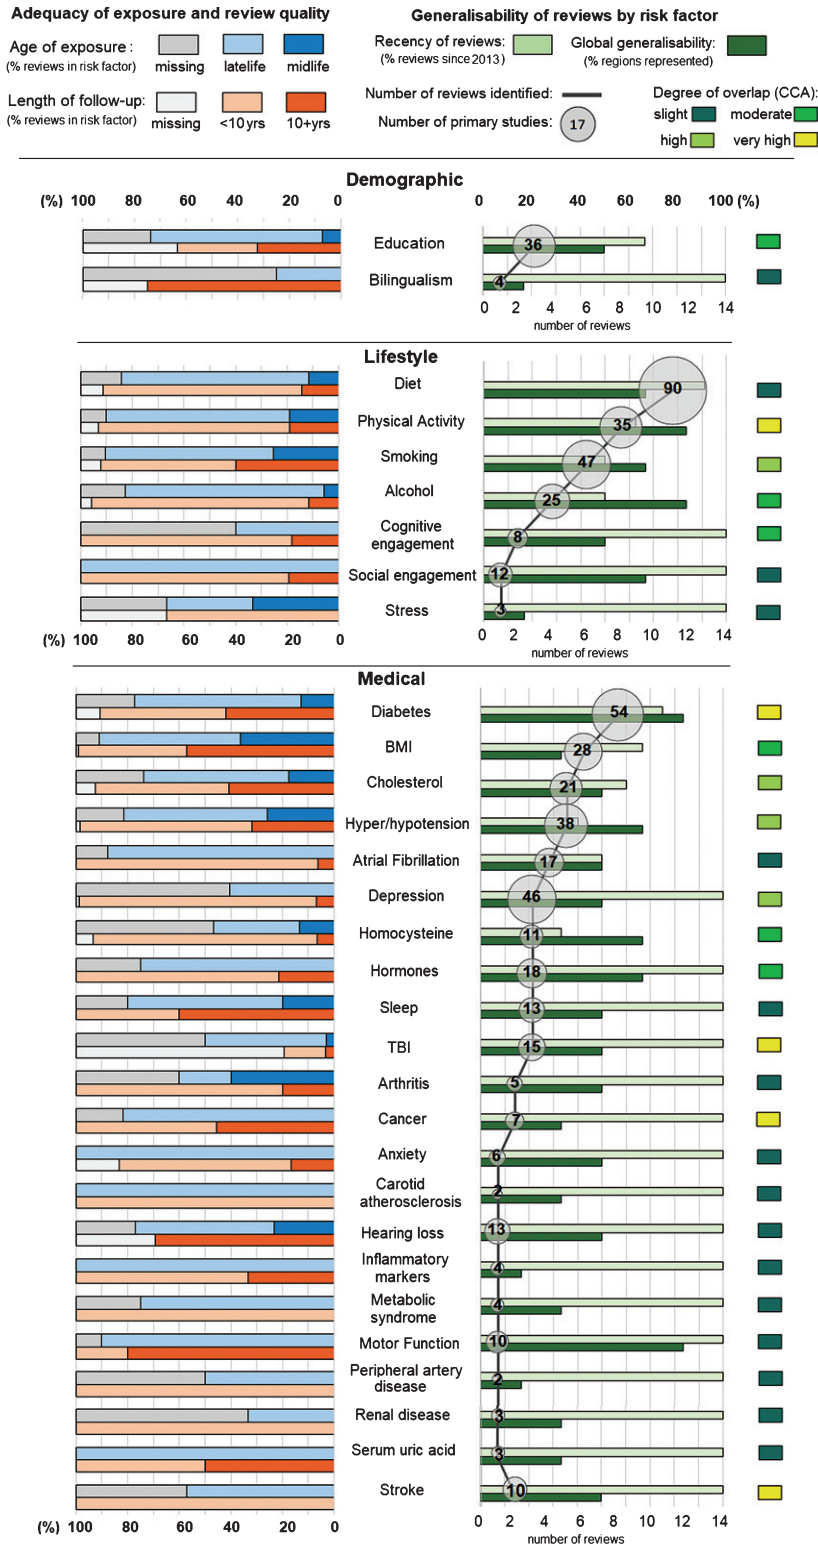 Adequacy of exposure and review quality
Generalisability of reviews by risk factor
Age of exposure :
(% reviews in risk factor)
missing
latelife
midlife
Length of follow-up:
(% reviews in risk factor)
missing
<10 yrs
10+yrs
Recency of reviews:
(% reviews since 2013)
Global generalisability:
(% regions represented)
Number of reviews identified:
Number of primary studies:
17
Degree of overlap (CCA):
slight
moderate
high
very high
Demographic
(%) 100 80 60 40 20 0
0 20 40 60 80 100 (%)
Education
36
Bilingualism
4
0 2 4 6 8 10 12 14
number of reviews
Lifestyle
Diet
90
Physical Activity
35
Smoking
47
Alcohol
25
Cognitive
engagement
8
Social engagement
12
Stress
3
(%) 100 80 60 40 20 0
0 2 4 6 8 10 12 14
number of reviews
Medical
Diabetes
54
BMI
28
Cholesterol
21
Hyper/hypotension
38
Atrial Fibrillation
17
Depression
46
Homocysteine
11
Hormones
18
Sleep
13
TBI
15
Arthritis
5
Cancer
7
Anxiety
6
Carotid
atherosclerosis
2
Hearing loss
13
Inflammatory
markers
4
Metabolic
syndrome
4
Motor Function
10
Peripheral artery
disease
2
Renal disease
3
Serum uric acid
3
Stroke
10
(%) 100 80 60 40 20 0
0 2 4 6 8 10 12 14
number of reviews